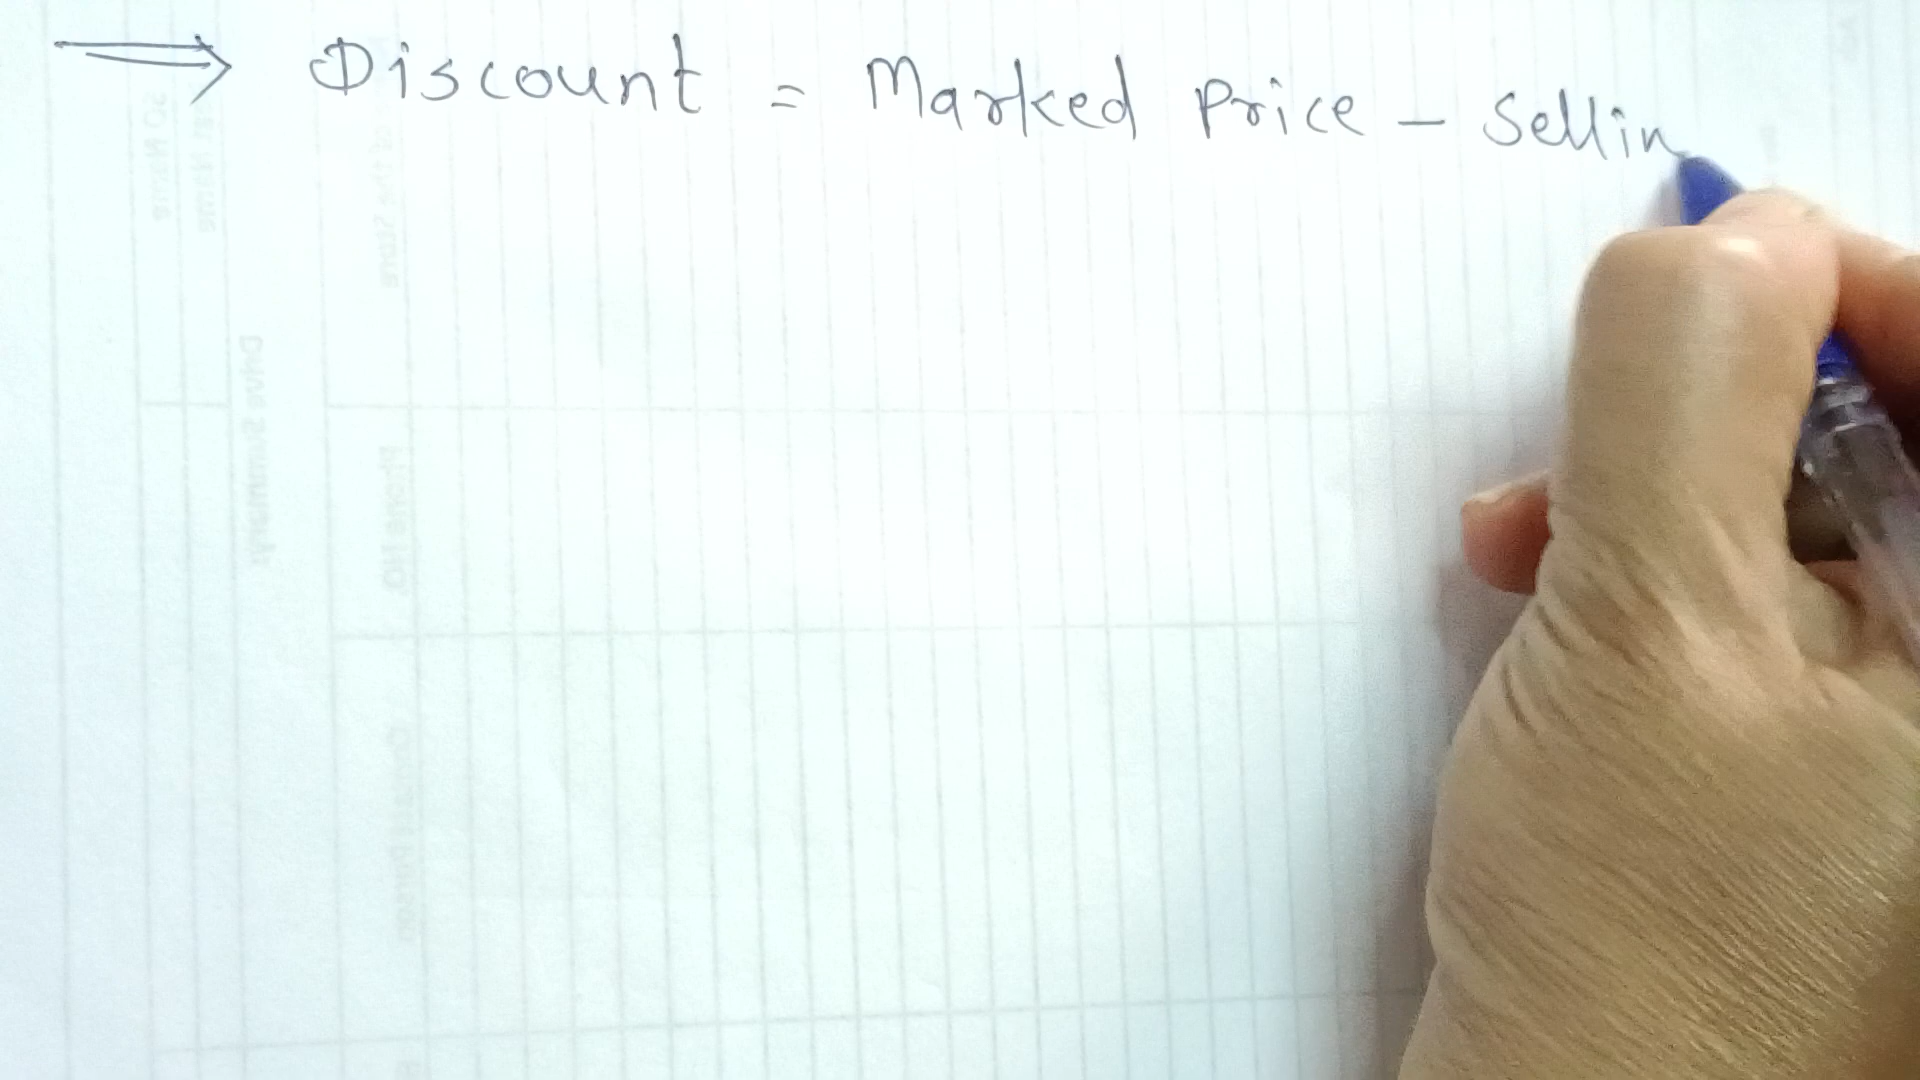 ⇒ Discount = Marked Price - Sellin